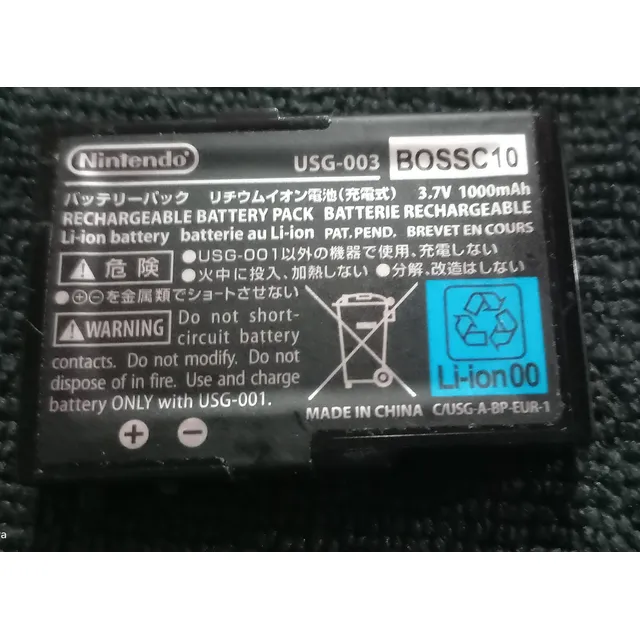 Nintendo
USG-003 BOSSC10
バッテリーパック リチウムイオン電池(充電式) 3.7V 1000mAh
RECHARGEABLE BATTERY PACK BATTERIE RECHARGEABLE
Li-ion battery batterie au Li-ion PAT. PEND. BREVET EN COURS
危険 ●USG-001以外の機器で使用、充電しない
●火中に投入、加熱しない ●分解、改造はしない
●⊕⊖を金属類でショートさせない
WARNING Do not short-
circuit battery
contacts. Do not modify. Do not
dispose of in fire. Use and charge
battery ONLY with USG-001.
Li-ion00
MADE IN CHINA C/USG-A-BP-EUR-1
+ −